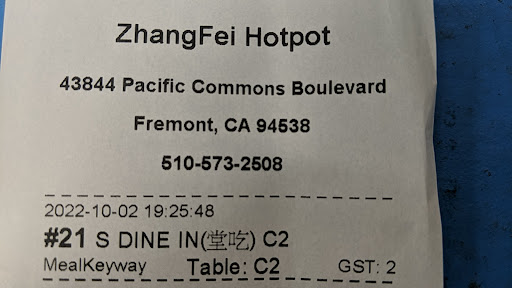 ZhangFei Hotpot
43844 Pacific Commons Boulevard
Fremont, CA 94538
510-573-2508
2022-10-02 19:25:48
#21 S DINE IN(堂吃) C2
MealKeyway Table: C2 GST: 2